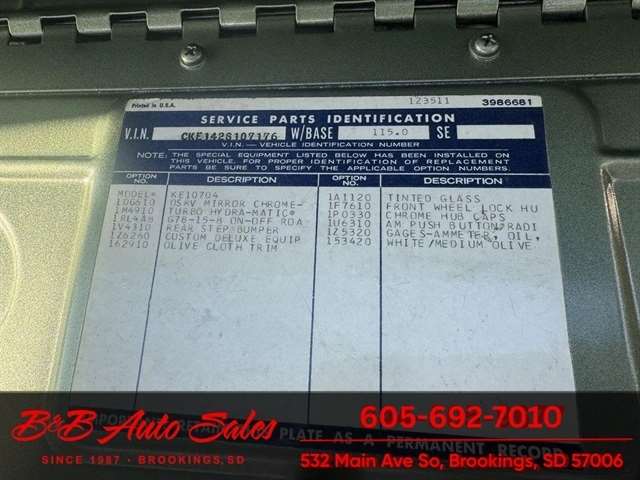 Printed in U.S.A.
123511
3986681
SERVICE PARTS IDENTIFICATION
V.I.N. CKE142S107176 W/BASE 115.0 SE
V.I.N. — VEHICLE IDENTIFICATION NUMBER
NOTE: THE SPECIAL EQUIPMENT LISTED BELOW HAS BEEN INSTALLED ON THIS
VEHICLE. FOR PROPER IDENTIFICATION OF REPLACEMENT
PARTS BE SURE TO SPECIFY THE APPLICABLE OPTION NUMBERS.
OPTION NO. DESCRIPTION OPTION NO. DESCRIPTION
MODEL* KE10704 1A1120 TINTED GLASS
1D0610 OSRV MIRROR CHROME- 1F7610 FRONT WHEEL LOCK HU
1M4910 TURBO HYDRA-MATIC* 1P0330 CHROME HUB CAPS
G78-15-A ON-OFF ROA 1U6310 AM PUSH BUTTON RADI
1V4310 REAR STEP BUMPER 1Z5320 GAGES-AMMETER, OIL,
1Z6260 CUSTOM DELUXE EQUIP 153420 WHITE/MEDIUM OLIVE
162910 OLIVE CLOTH TRIM
PLATE AS A PERMANENT RECORD
B&B Auto Sales
SINCE 1987 - BROOKINGS, SD
605-692-7010
532 Main Ave So, Brookings, SD 57006